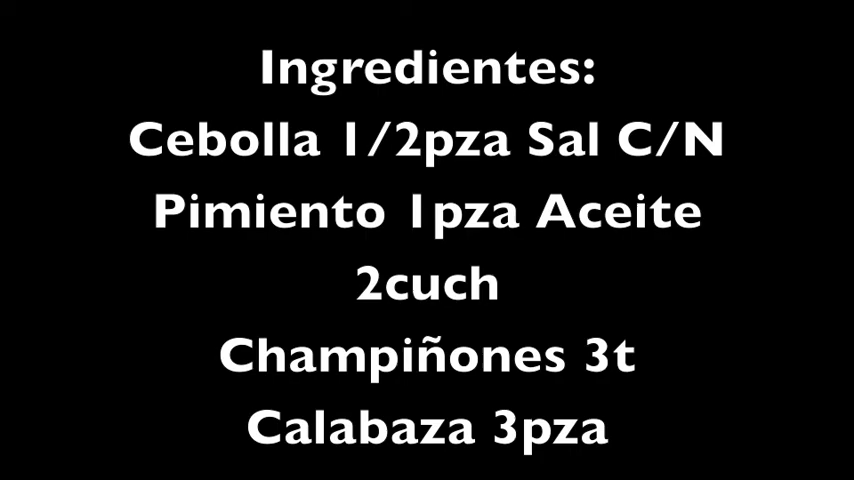 Ingredientes:
Cebolla 1/2pza Sal C/N
Pimiento 1pza Aceite
2cuch
Champiñones 3t
Calabaza 3pza